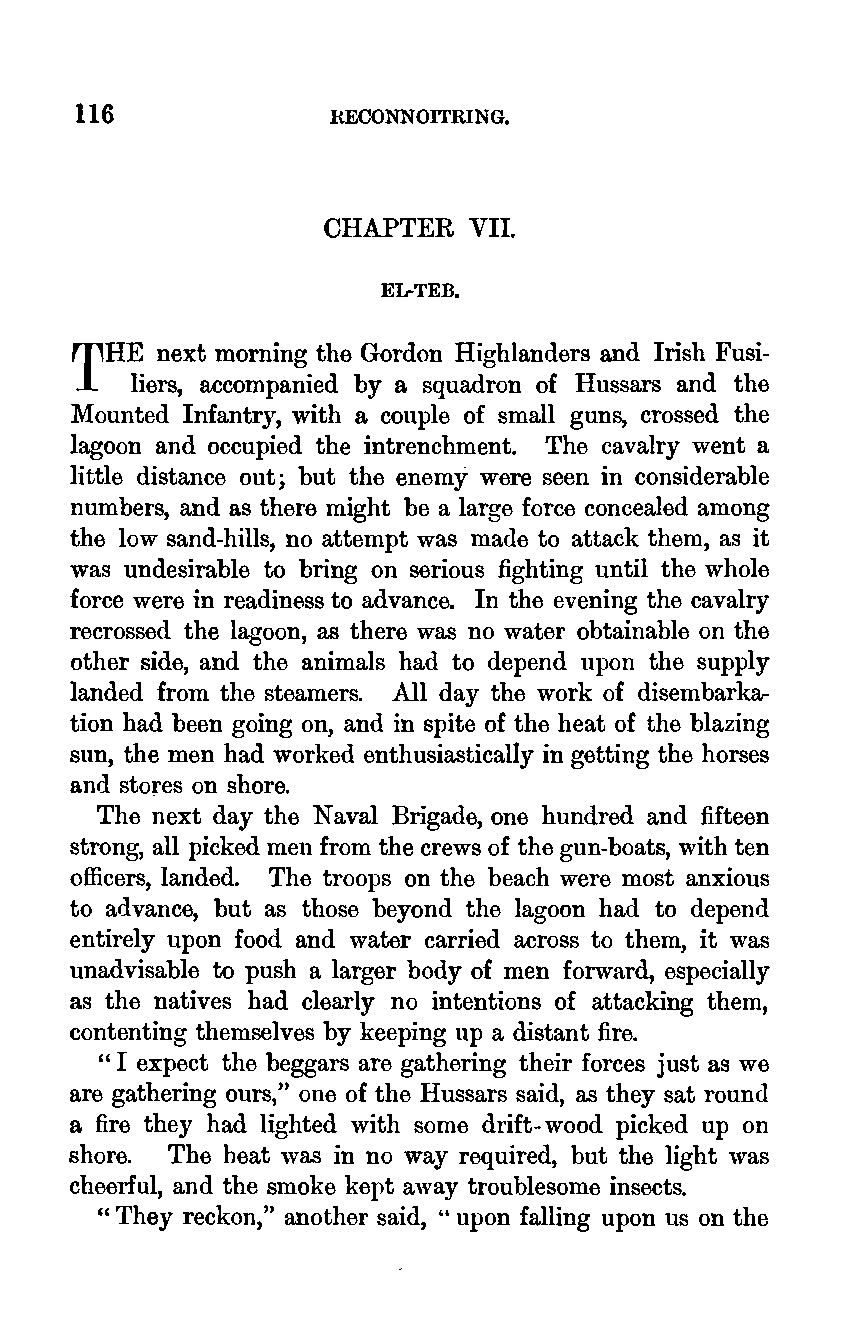 116 RECONNOITRING.
CHAPTER VII.
EL-TEB.
THE next morning the Gordon Highlanders and Irish Fusi-
liers, accompanied by a squadron of Hussars and the
Mounted Infantry, with a couple of small guns, crossed the
lagoon and occupied the intrenchment. The cavalry went a
little distance out; but the enemy were seen in considerable
numbers, and as there might be a large force concealed among
the low sand-hills, no attempt was made to attack them, as it
was undesirable to bring on serious fighting until the whole
force were in readiness to advance. In the evening the cavalry
recrossed the lagoon, as there was no water obtainable on the
other side, and the animals had to depend upon the supply
landed from the steamers. All day the work of disembarka-
tion had been going on, and in spite of the heat of the blazing
sun, the men had worked enthusiastically in getting the horses
and stores on shore.
The next day the Naval Brigade, one hundred and fifteen
strong, all picked men from the crews of the gun-boats, with ten
officers, landed. The troops on the beach were most anxious
to advance, but as those beyond the lagoon had to depend
entirely upon food and water carried across to them, it was
unadvisable to push a larger body of men forward, especially
as the natives had clearly no intentions of attacking them,
contenting themselves by keeping up a distant fire.
"I expect the beggars are gathering their forces just as we
are gathering ours," one of the Hussars said, as they sat round
a fire they had lighted with some drift-wood picked up on
shore. The heat was in no way required, but the light was
cheerful, and the smoke kept away troublesome insects.
"They reckon," another said, "upon falling upon us on the